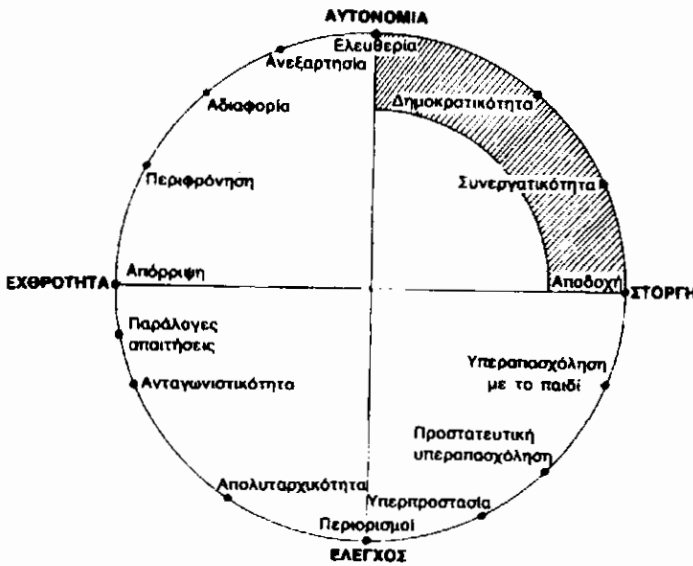 ΑΥΤΟΝΟΜΙΑ
Ελευθερία
Ανεξαρτησία
Αδιαφορία
Δημοκρατικότητα
Περιφρόνηση
Συνεργατικότητα
ΕΧΘΡΟΤΗΤΑ
Απόρριψη
Αποδοχή
ΣΤΟΡΓΗ
Παράλογες
απαιτήσεις
Ανταγωνιστικότητα
Υπεραπασχόληση
με το παιδί
Προστατευτική
υπεραπασχόληση
Απολυταρχικότητα
Υπερπροστασία
Περιορισμοί
ΕΛΕΓΧΟΣ